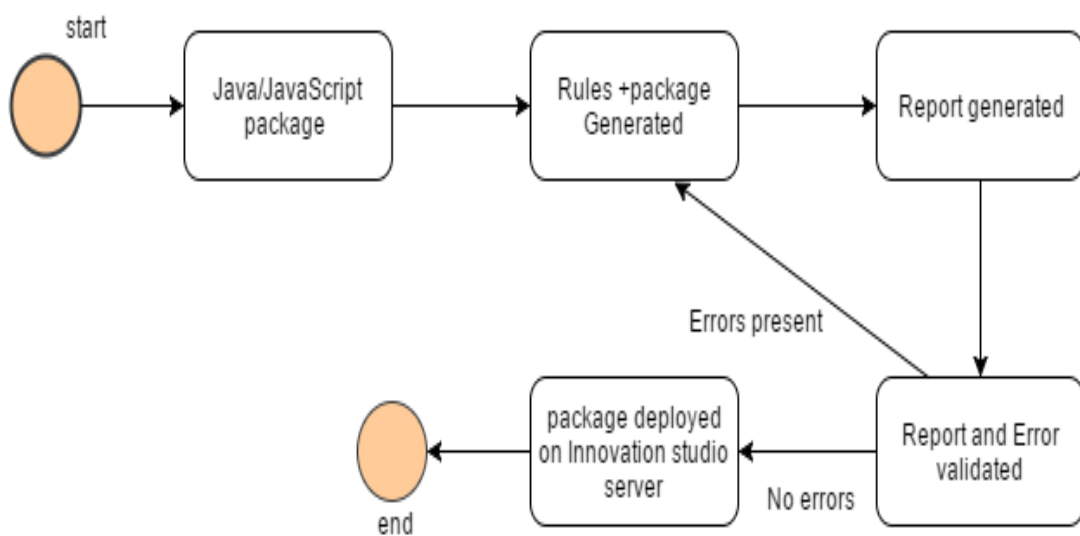 start
Java/JavaScript
package
Rules +package
Generated
Report generated
Errors present
Report and Error
validated
No errors
package deployed
on Innovation studio
server
end